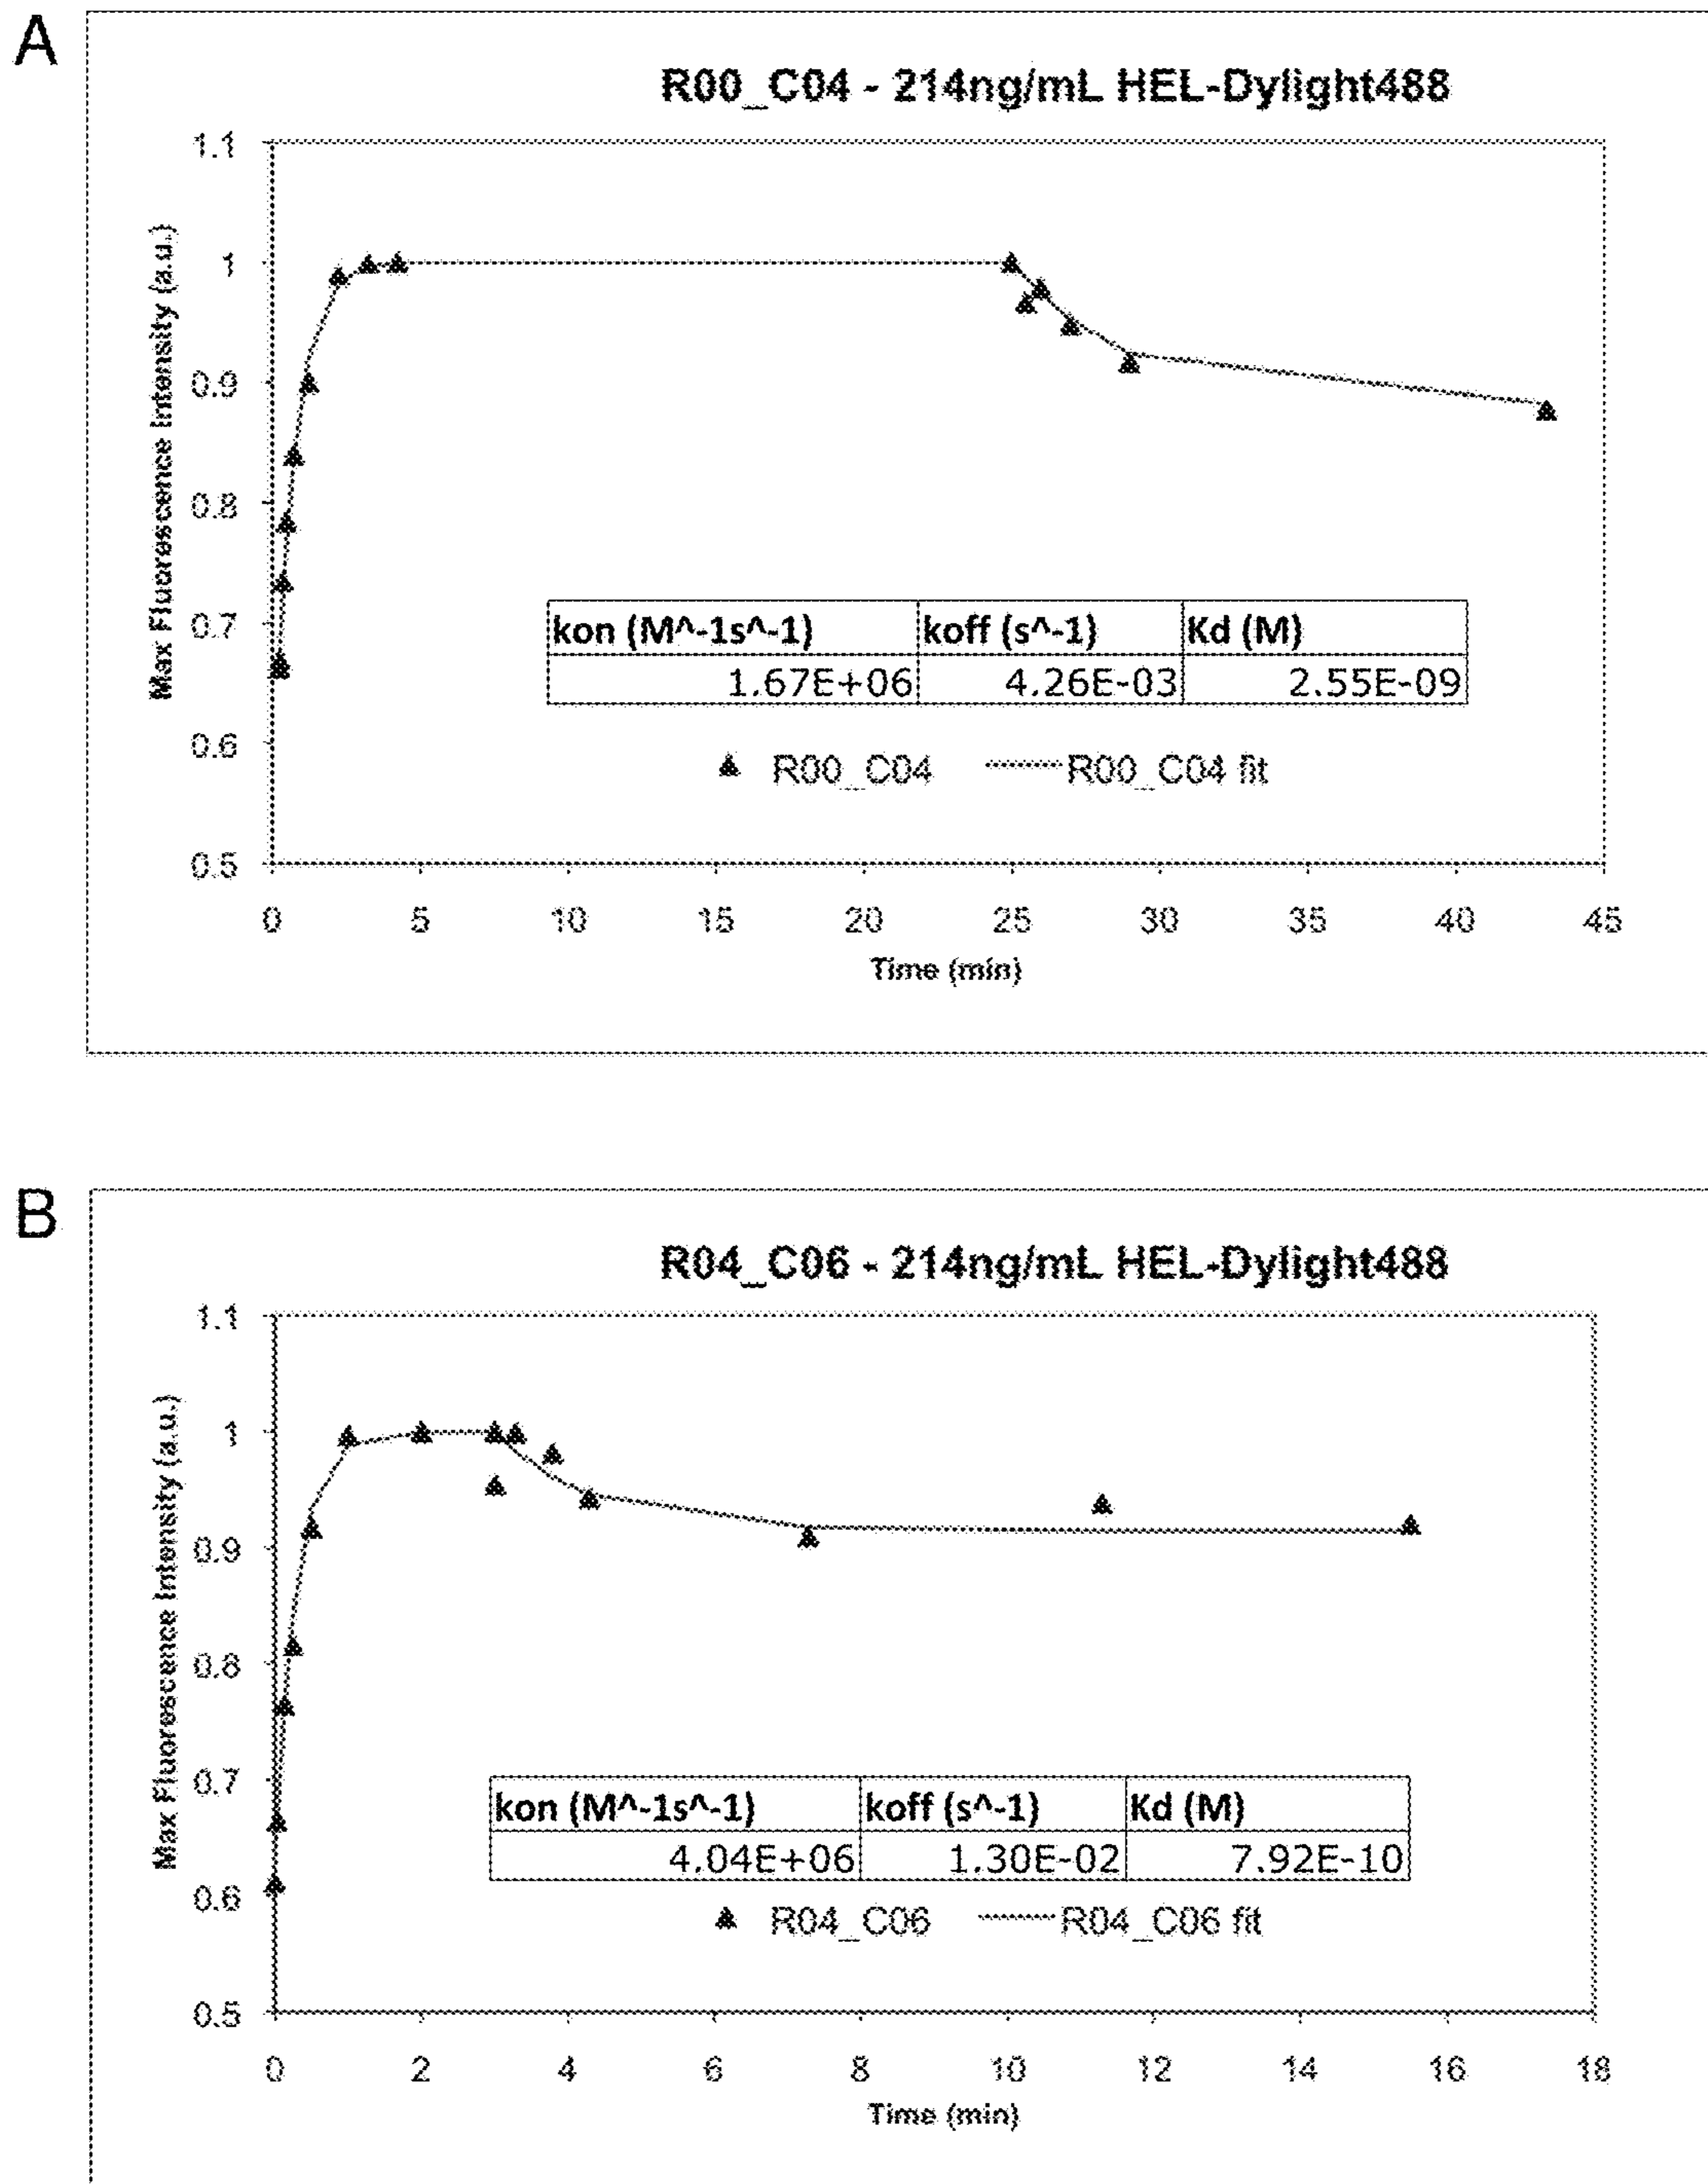 A
R00_C04 - 214ng/mL HEL-Dylight488
Max Fluorescence Intensity (a.u.)
1.1
1
0.9
0.8
0.7
0.6
0.5
kon (M^-1s^-1) koff (s^-1) Kd (M)
1.67E+06 4.26E-03 2.55E-09
R00_C04 R00_C04 fit
0 5 10 15 20 25 30 35 40 45
Time (min)
B
R04_C06 - 214ng/mL HEL-Dylight488
Max Fluorescence Intensity (a.u.)
1.1
1
0.9
0.8
0.7
0.6
0.5
kon (M^-1s^-1) koff (s^-1) Kd (M)
4.04E+06 1.30E-02 7.92E-10
R04_C06 R04_C06 fit
0 2 4 6 8 10 12 14 16 18
Time (min)